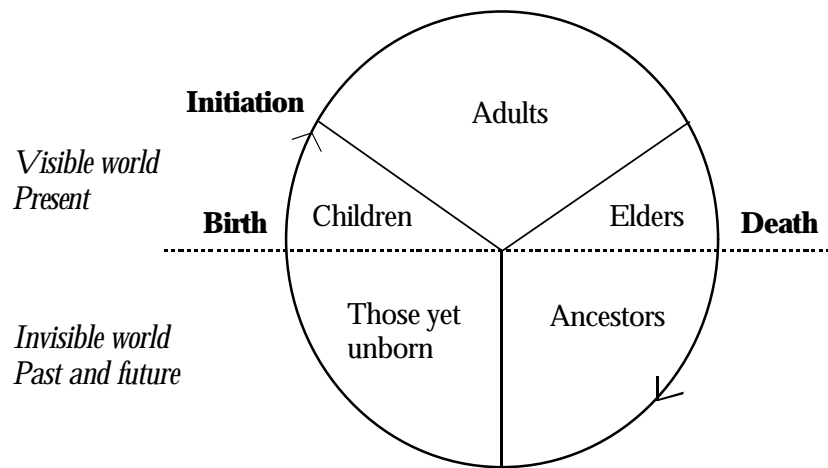 Initiation
Adults
Visible world
Present
Birth
Children
Elders
Death
Invisible world
Past and future
Those yet
unborn
Ancestors